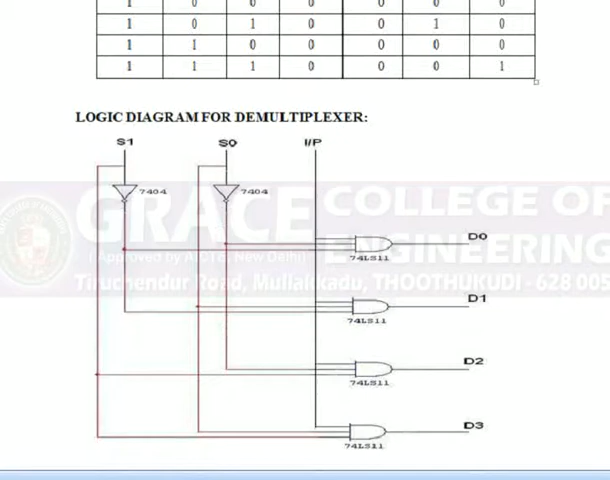 1 0 0 0 0 0 0
1 0 1 0 0 1 0
1 1 0 0 0 0 0
1 1 1 0 0 0 1
LOGIC DIAGRAM FOR DEMULTIPLEXER:
S1 S0 I/P
7404 7404
GRACE COLLEGE OF
ENGINEERING
(Approved by AICTE, New Delhi)
Tiruchendur Road, Mullakkadu, THOOTHUKUDI - 628 005
D0
74LS11
D1
74LS11
D2
74LS11
D3
74LS11